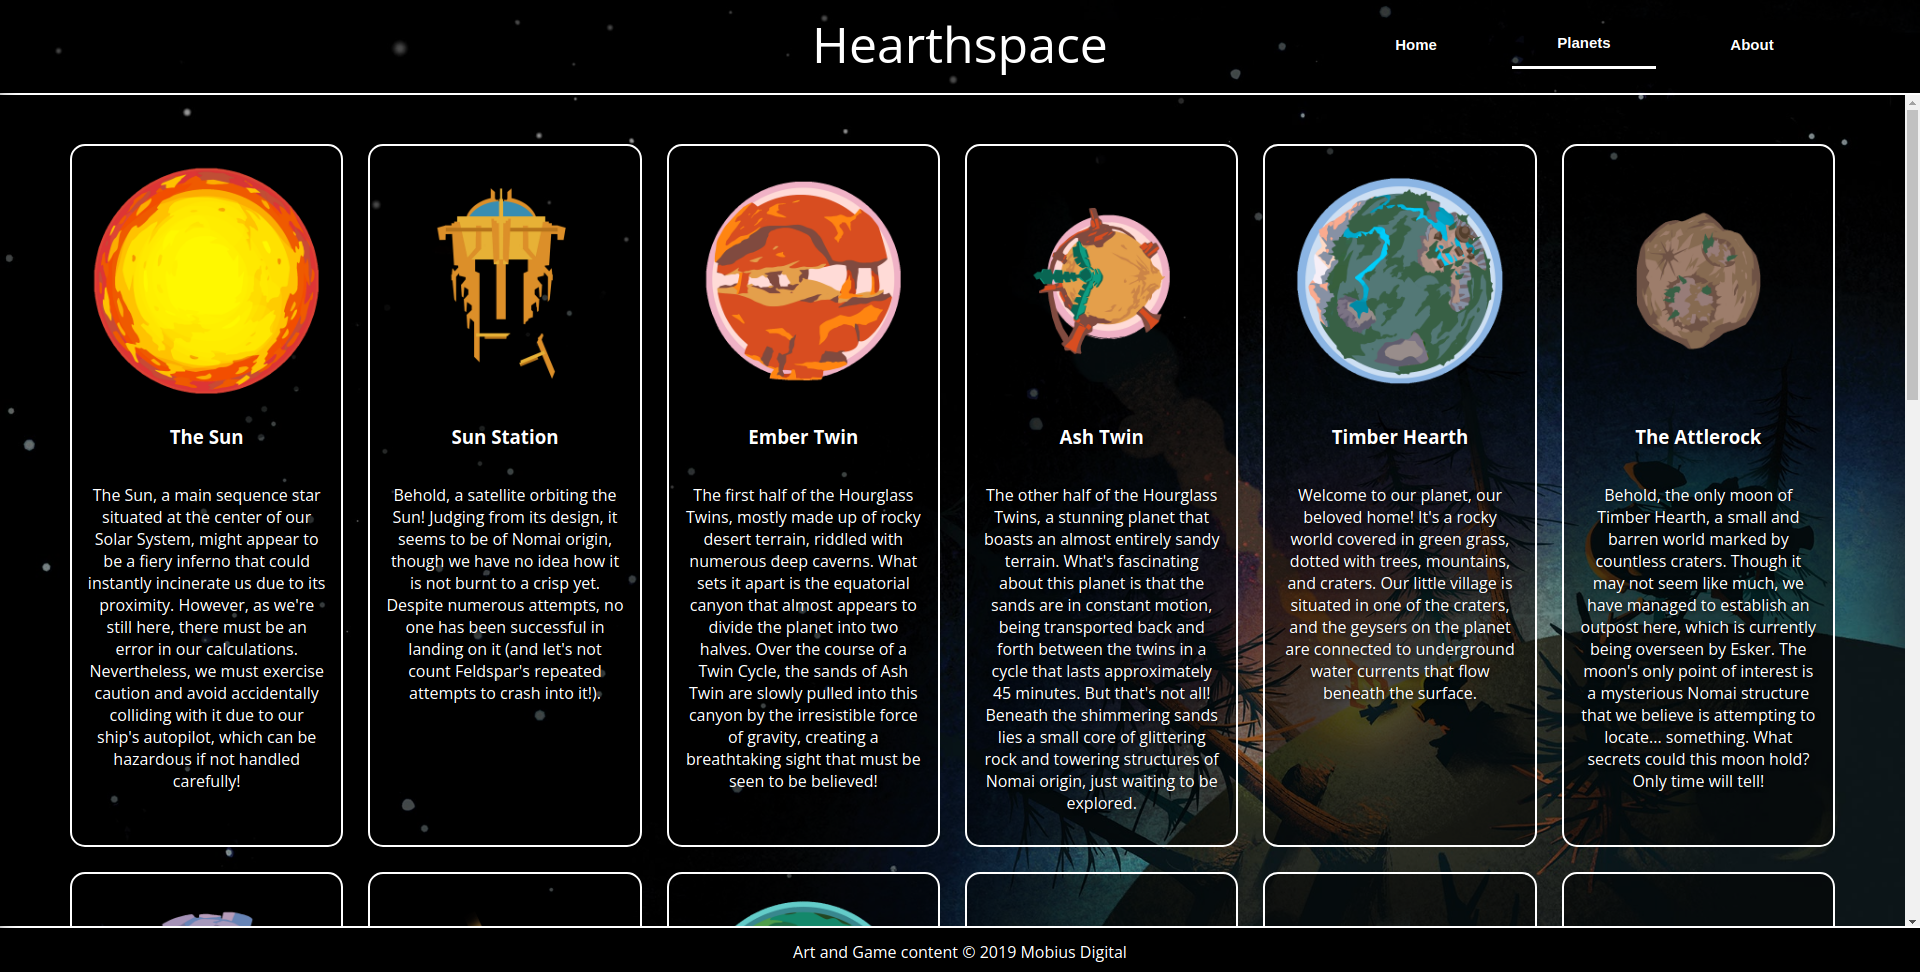 Hearthspace
Home
Planets
About
The Sun
The Sun, a main sequence star
situated at the center of our
Solar System, might appear to
be a fiery inferno that could
instantly incinerate us due to its
proximity. However, as we're
still here, there must be an
error in our calculations.
Nevertheless, we must exercise
caution and avoid accidentally
colliding with it due to our
ship's autopilot, which can be
hazardous if not handled
carefully!
Sun Station
Behold, a satellite orbiting the
Sun! Judging from its design, it
seems to be of Nomai origin,
though we have no idea how it
is not burnt to a crisp yet.
Despite numerous attempts, no
one has been successful in
landing on it (and let's not
count Feldspar's repeated
attempts to crash into it!).
Ember Twin
The first half of the Hourglass
Twins, mostly made up of rocky
desert terrain, riddled with
numerous deep caverns. What
sets it apart is the equatorial
canyon that almost appears to
divide the planet into two
halves. Over the course of a
Twin Cycle, the sands of Ash
Twin are slowly pulled into this
canyon by the irresistible force
of gravity, creating a
breathtaking sight that must be
seen to be believed!
Ash Twin
The other half of the Hourglass
Twins, a stunning planet that
boasts an almost entirely sandy
terrain. What's fascinating
about this planet is that the
sands are in constant motion,
being transported back and
forth between the twins in a
cycle that lasts approximately
45 minutes. But that's not all!
Beneath the shimmering sands
lies a small core of glittering
rock and towering structures of
Nomai origin, just waiting to be
explored.
Timber Hearth
Welcome to our planet, our
beloved home! It's a rocky
world covered in green grass,
dotted with trees, mountains,
and craters. Our little village is
situated in one of the craters,
and the geysers on the planet
are connected to underground
water currents that flow
beneath the surface.
The Attlerock
Behold, the only moon of
Timber Hearth, a small and
barren world marked by
countless craters. Though it
may not seem like much, we
have managed to establish an
outpost here, which is currently
being overseen by Esker. The
moon's only point of interest is
a mysterious Nomai structure
that we believe is attempting to
locate... something. What
secrets could this moon hold?
Only time will tell!
Art and Game content © 2019 Mobius Digital